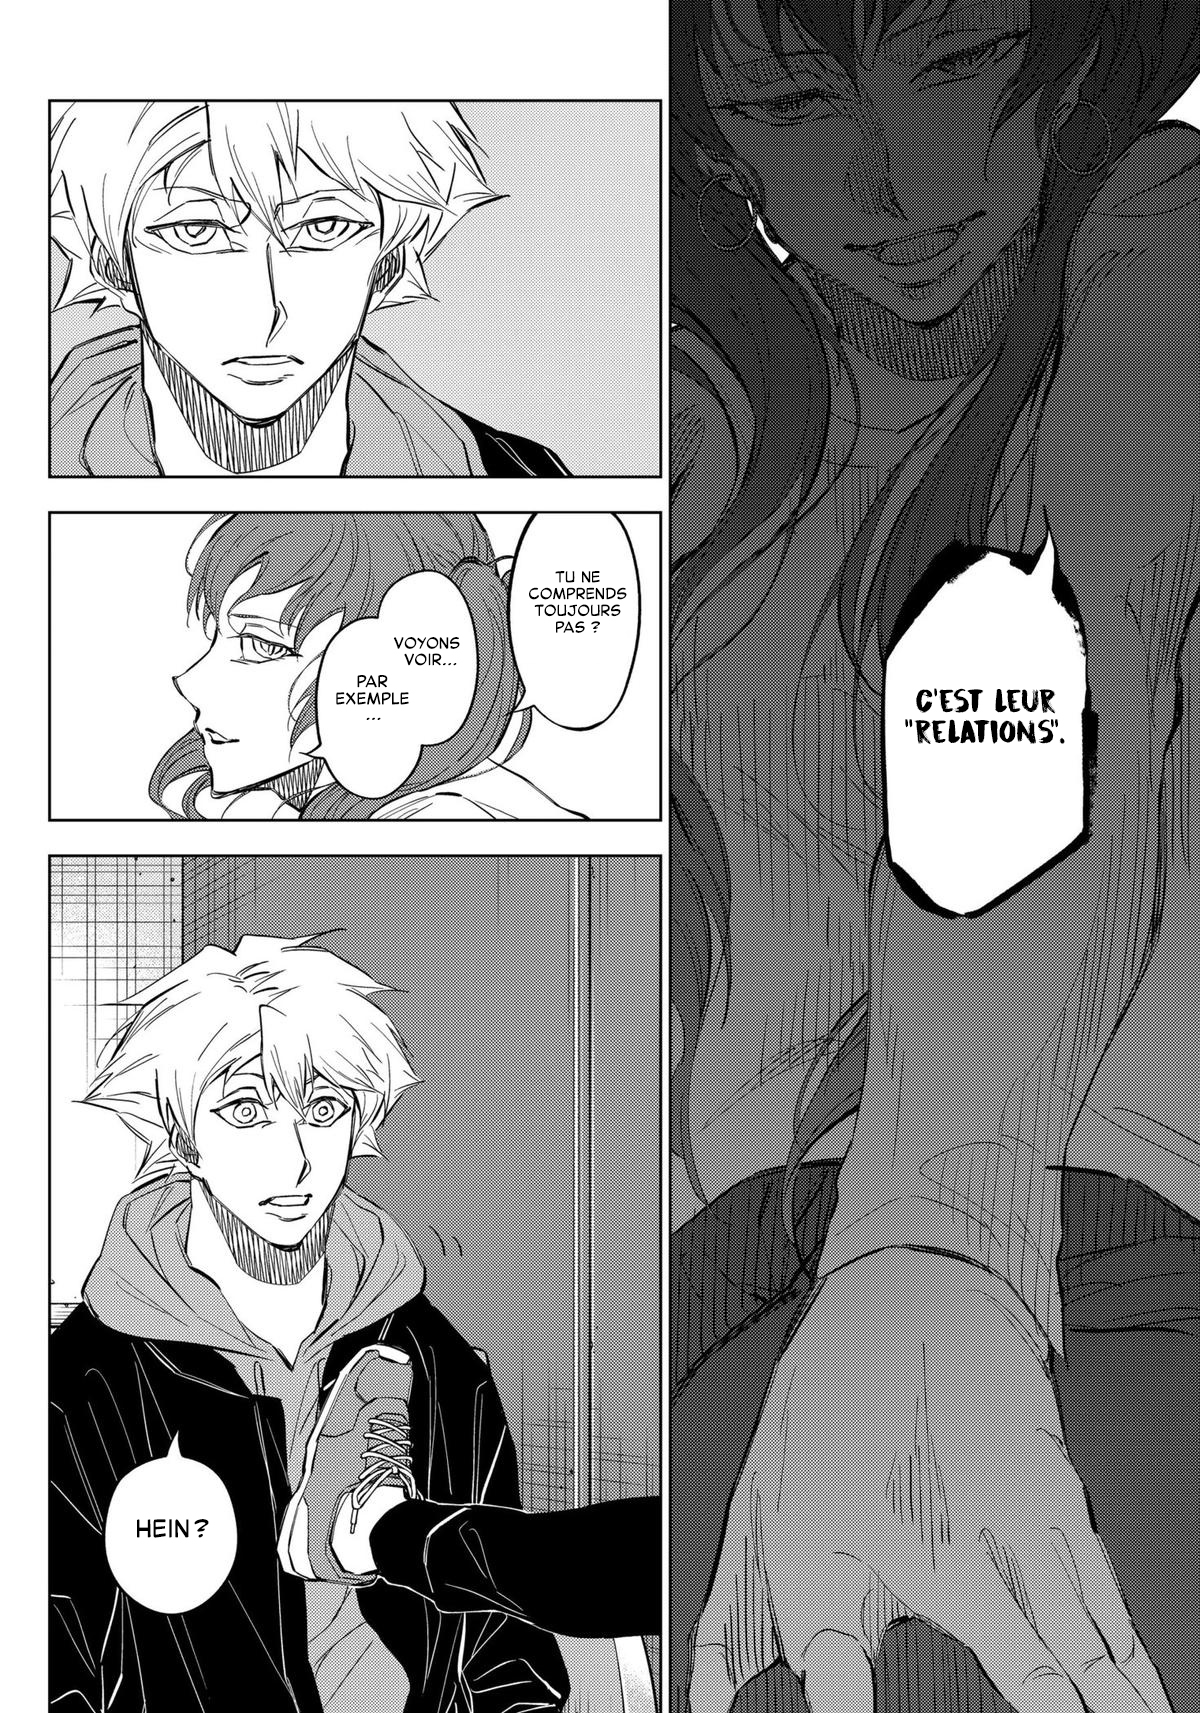 C'EST LEUR
"RELATIONS".
TU NE
COMPRENDS
TOUJOURS
PAS ?
VOYONS
VOIR...
PAR
EXEMPLE
...
HEIN ?